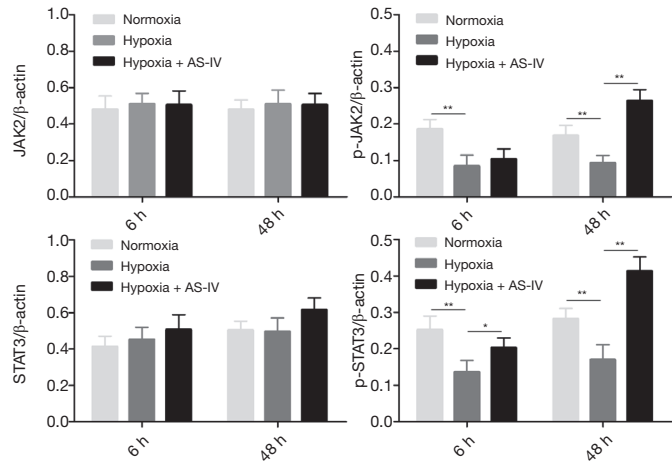 JAK2/β-actin
1.0
0.8
0.6
0.4
0.2
0.0
Normoxia
Hypoxia
Hypoxia + AS-IV
6 h
48 h
p-JAK2/β-actin
0.5
0.4
0.3
0.2
0.1
0.0
Normoxia
Hypoxia
Hypoxia + AS-IV
**
**
**
6 h
48 h
STAT3/β-actin
1.0
0.8
0.6
0.4
0.2
0.0
Normoxia
Hypoxia
Hypoxia + AS-IV
6 h
48 h
p-STAT3/β-actin
0.5
0.4
0.3
0.2
0.1
0.0
Normoxia
Hypoxia
Hypoxia + AS-IV
**
*
**
**
6 h
48 h